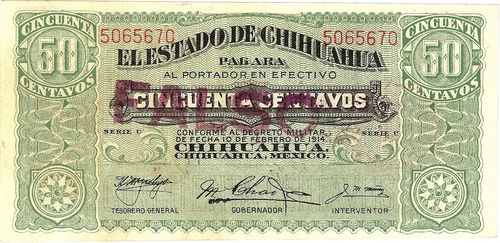 CINCUENTA CINCUENTA
50 5065670 5065670 50
EL ESTADO DE CHIHUAHUA
CENTAVOS PAGARA CENTAVOS
AL PORTADOR EN EFECTIVO
FALSO
CINCUENTA CENTAVOS
SERIE U SERIE U
CONFORME AL DECRETO MILITAR,
DE FECHA 10 DE FEBRERO DE 1914
CHIHUAHUA,
CHIHUAHUA, MEXICO.
TESORERO GENERAL GOBERNADOR INTERVENTOR